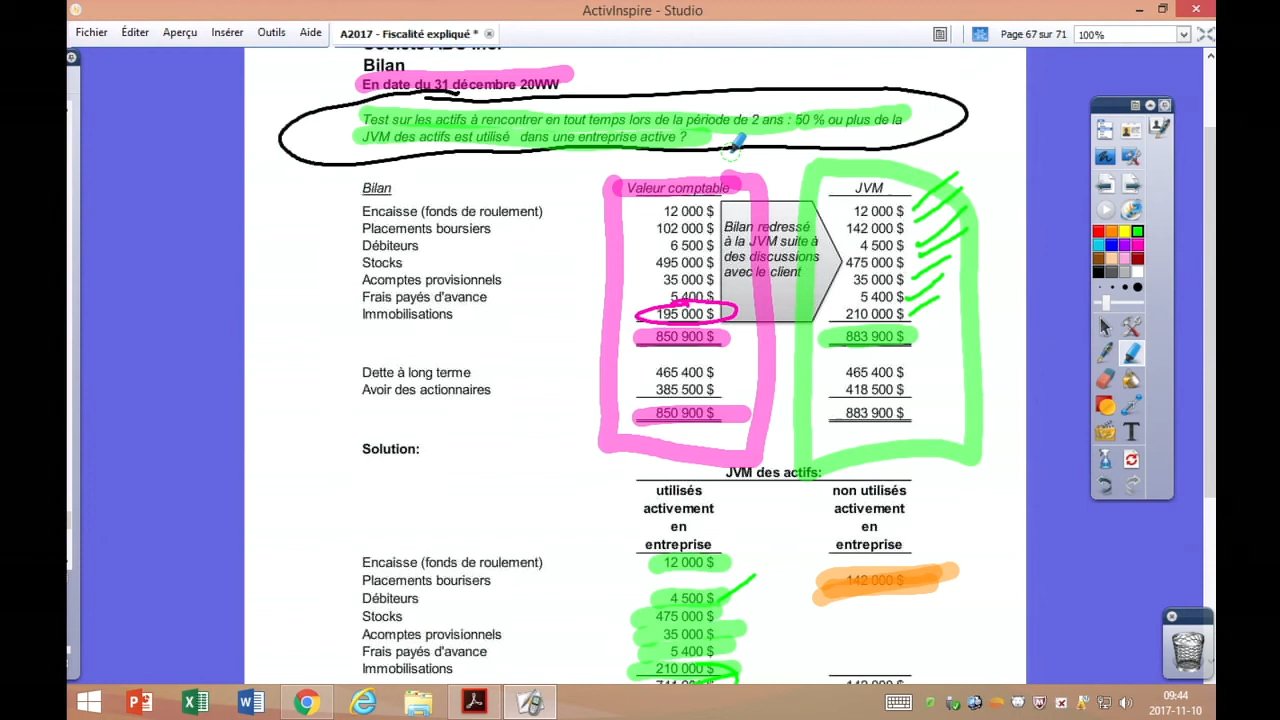 ActivInspire - Studio
Fichier Éditer Aperçu Insérer Outils Aide A2017 - Fiscalité expliqué * Page 67 sur 71 100%
Bilan
En date du 31 décembre 20WW
Test sur les actifs à rencontrer en tout temps lors de la période de 2 ans : 50 % ou plus de la
JVM des actifs est utilisé dans une entreprise active ?
Bilan Valeur comptable JVM
Encaisse (fonds de roulement) 12 000 $ 12 000 $
Placements boursiers 102 000 $ 142 000 $
Débiteurs 6 500 $ 4 500 $
Stocks 495 000 $ 475 000 $
Acomptes provisionnels 35 000 $ 35 000 $
Frais payés d'avance 5 400 $ 5 400 $
Immobilisations 195 000 $ 210 000 $
Bilan redressé
à la JVM suite à
des discussions
avec le client
850 900 $ 883 900 $
Dette à long terme 465 400 $ 465 400 $
Avoir des actionnaires 385 500 $ 418 500 $
850 900 $ 883 900 $
Solution:
JVM des actifs:
utilisés non utilisés
activement activement
en en
entreprise entreprise
Encaisse (fonds de roulement) 12 000 $
Placements bourisers 142 000 $
Débiteurs 4 500 $
Stocks 475 000 $
Acomptes provisionnels 35 000 $
Frais payés d'avance 5 400 $
Immobilisations 210 000 $
09:44
2017-11-10